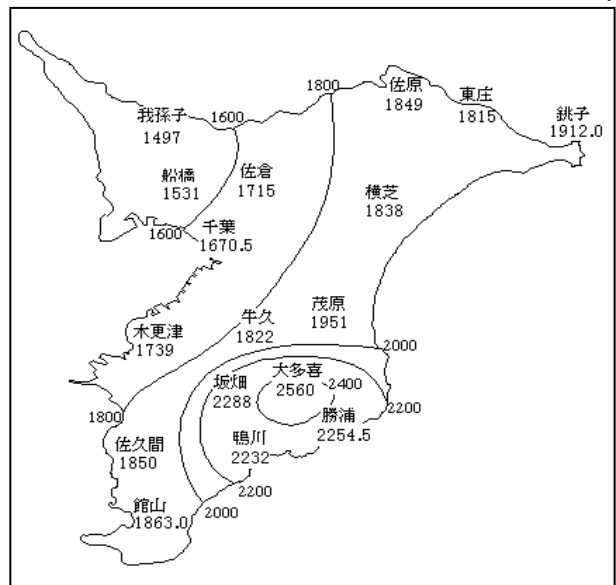 1800
佐原
1849
東庄
1815
銚子
1912.0
我孫子
1497
1600
船橋
1531
佐倉
1715
横芝
1838
1600
千葉
1670.5
木更津
1739
牛久
1822
茂原
1951
2000
坂畑
2288
大多喜
2560
2400
勝浦
2254.5
2200
1800
佐久間
1850
鴨川
2232
2200
館山
1863.0
2000